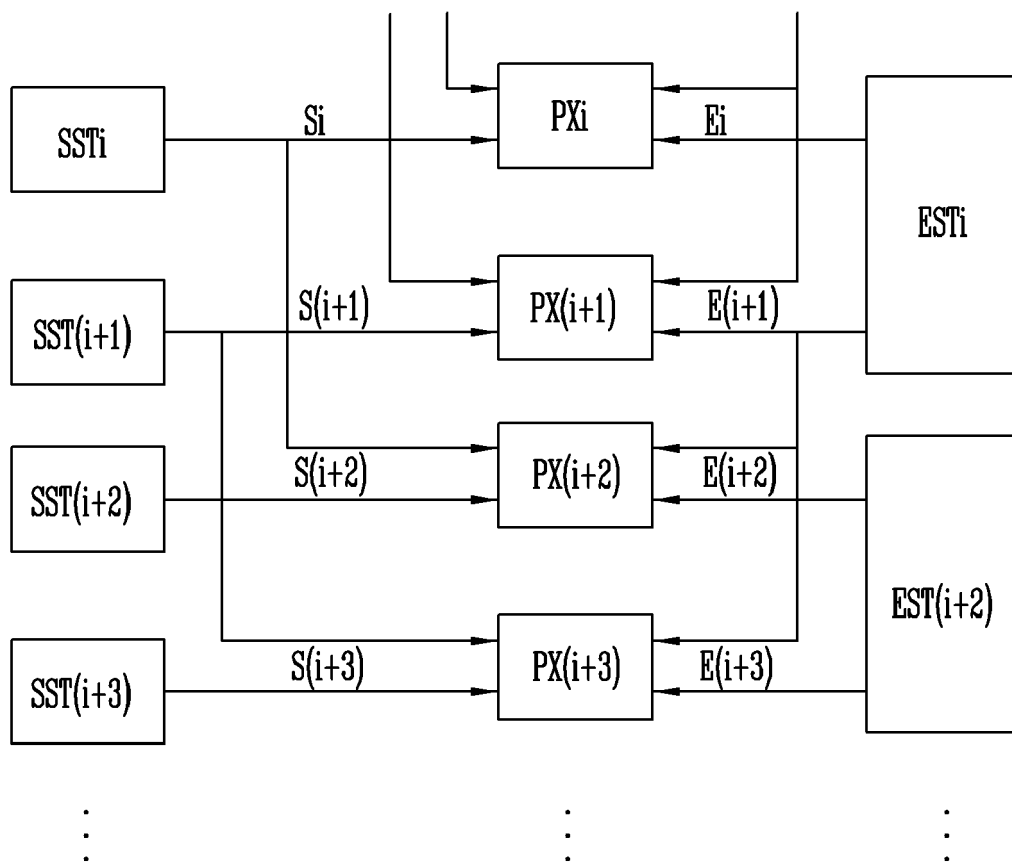 SSTi
Si
PXi
Ei
ESTi
SST(i+1)
S(i+1)
PX(i+1)
E(i+1)
SST(i+2)
S(i+2)
PX(i+2)
E(i+2)
EST(i+2)
SST(i+3)
S(i+3)
PX(i+3)
E(i+3)